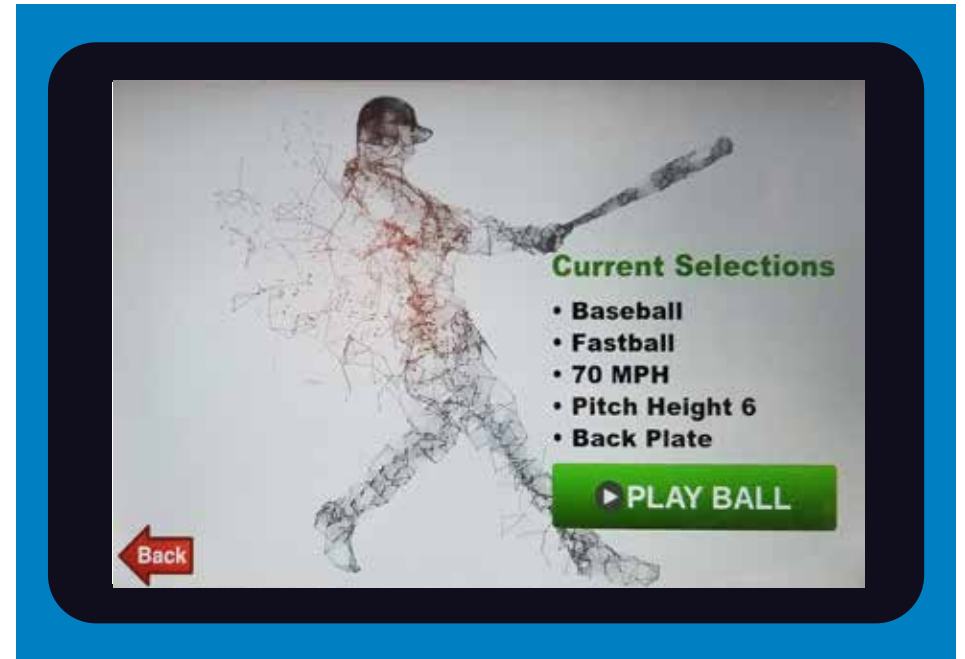 Current Selections
• Baseball
• Fastball
• 70 MPH
• Pitch Height 6
• Back Plate
PLAY BALL
Back